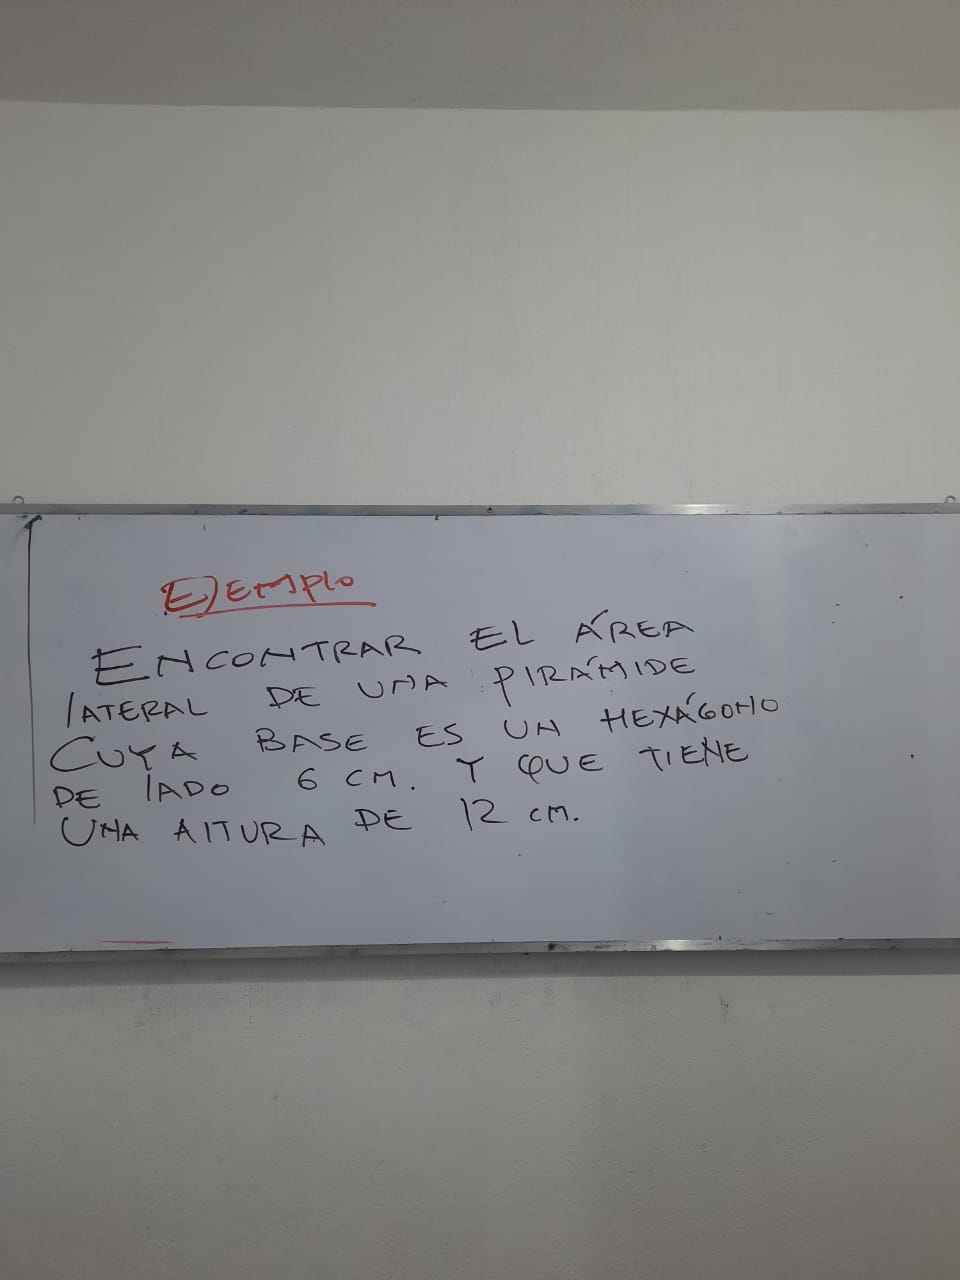 EJEMPLO
ENCONTRAR EL ÁREA
LATERAL DE UNA PIRÁMIDE
CUYA BASE ES UN HEXÁGONO
DE LADO 6 CM. Y QUE TIENE
UNA ALTURA DE 12 CM.